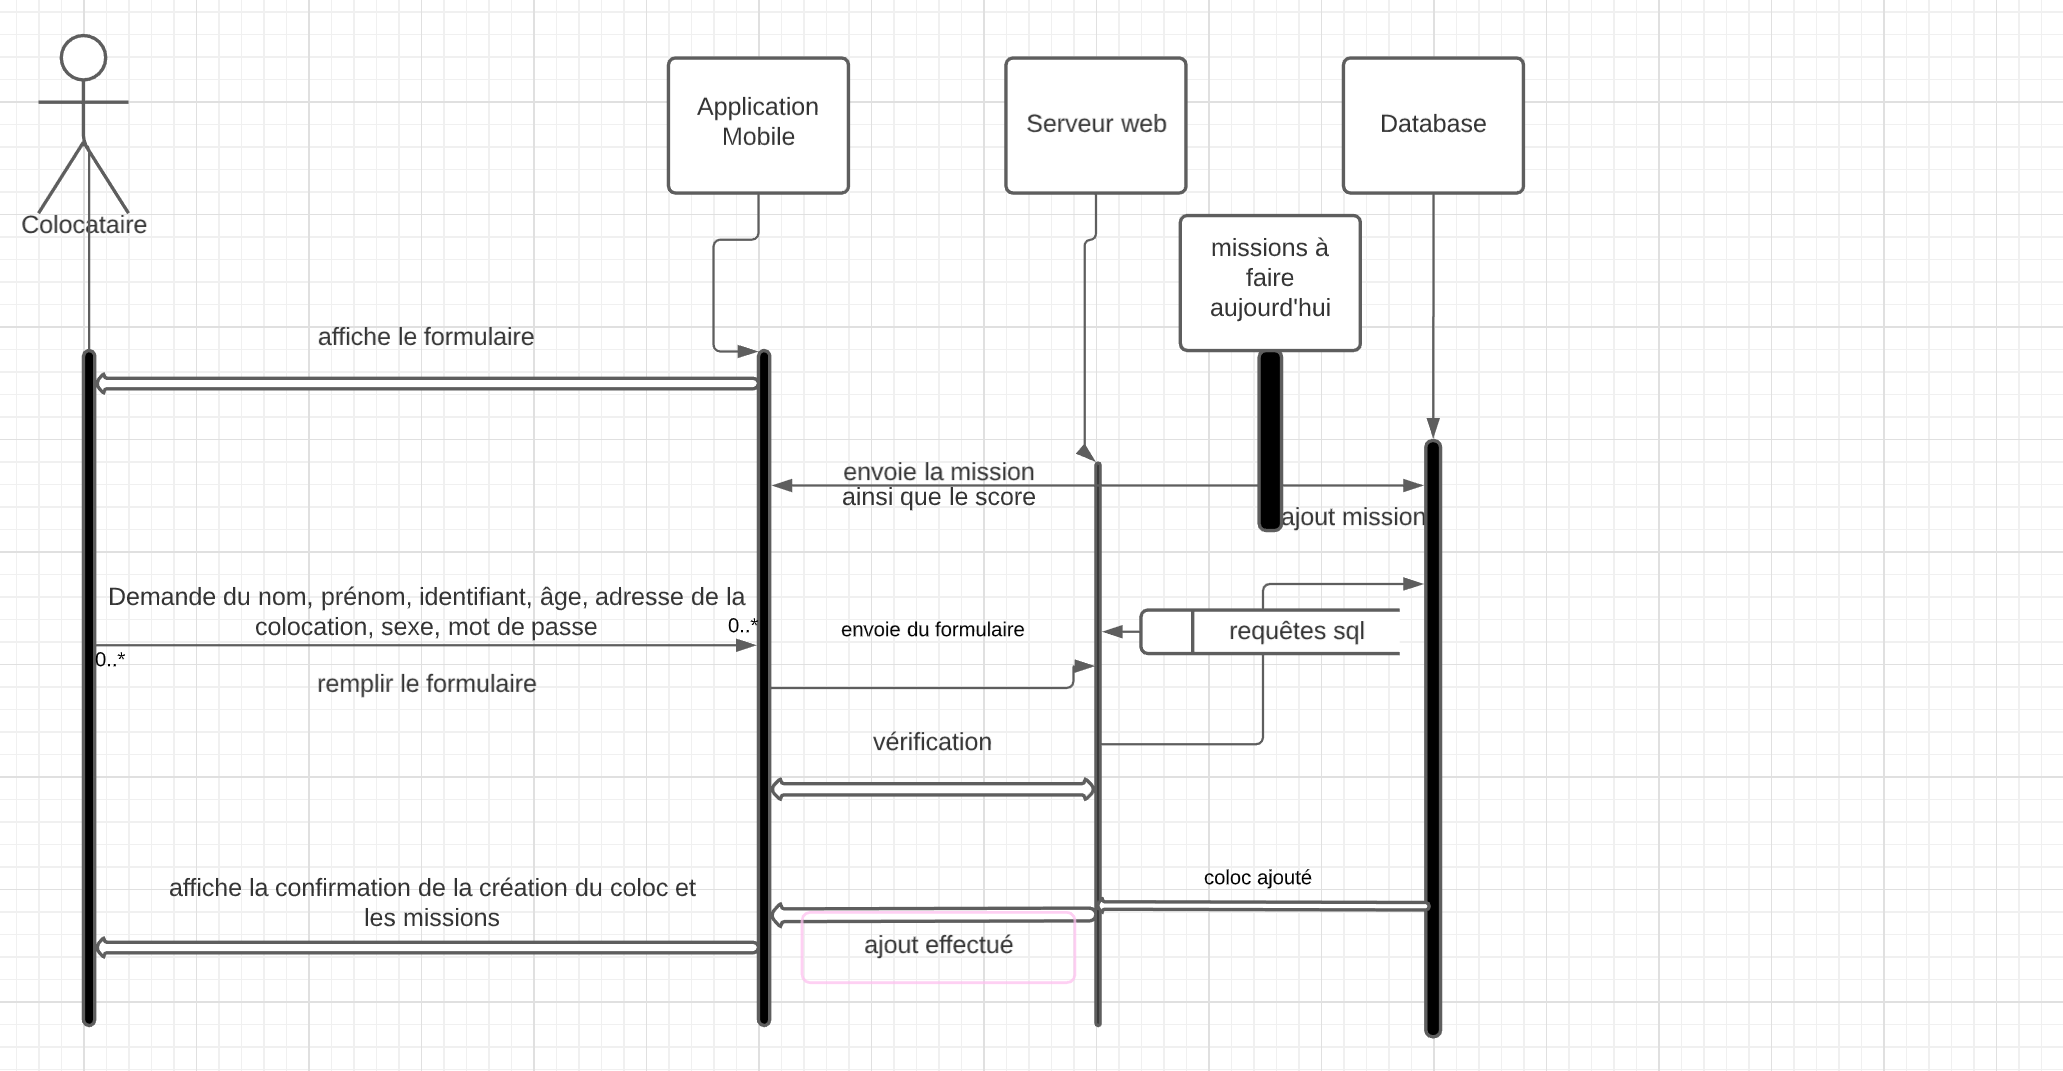 Application
Mobile
Serveur web
Database
Colocataire
missions à
faire
aujourd'hui
affiche le formulaire
envoie la mission
ainsi que le score
ajout mission
Demande du nom, prénom, identifiant, âge, adresse de la
colocation, sexe, mot de passe
0..*
0..*
envoie du formulaire
requêtes sql
remplir le formulaire
vérification
coloc ajouté
affiche la confirmation de la création du coloc et
les missions
ajout effectué